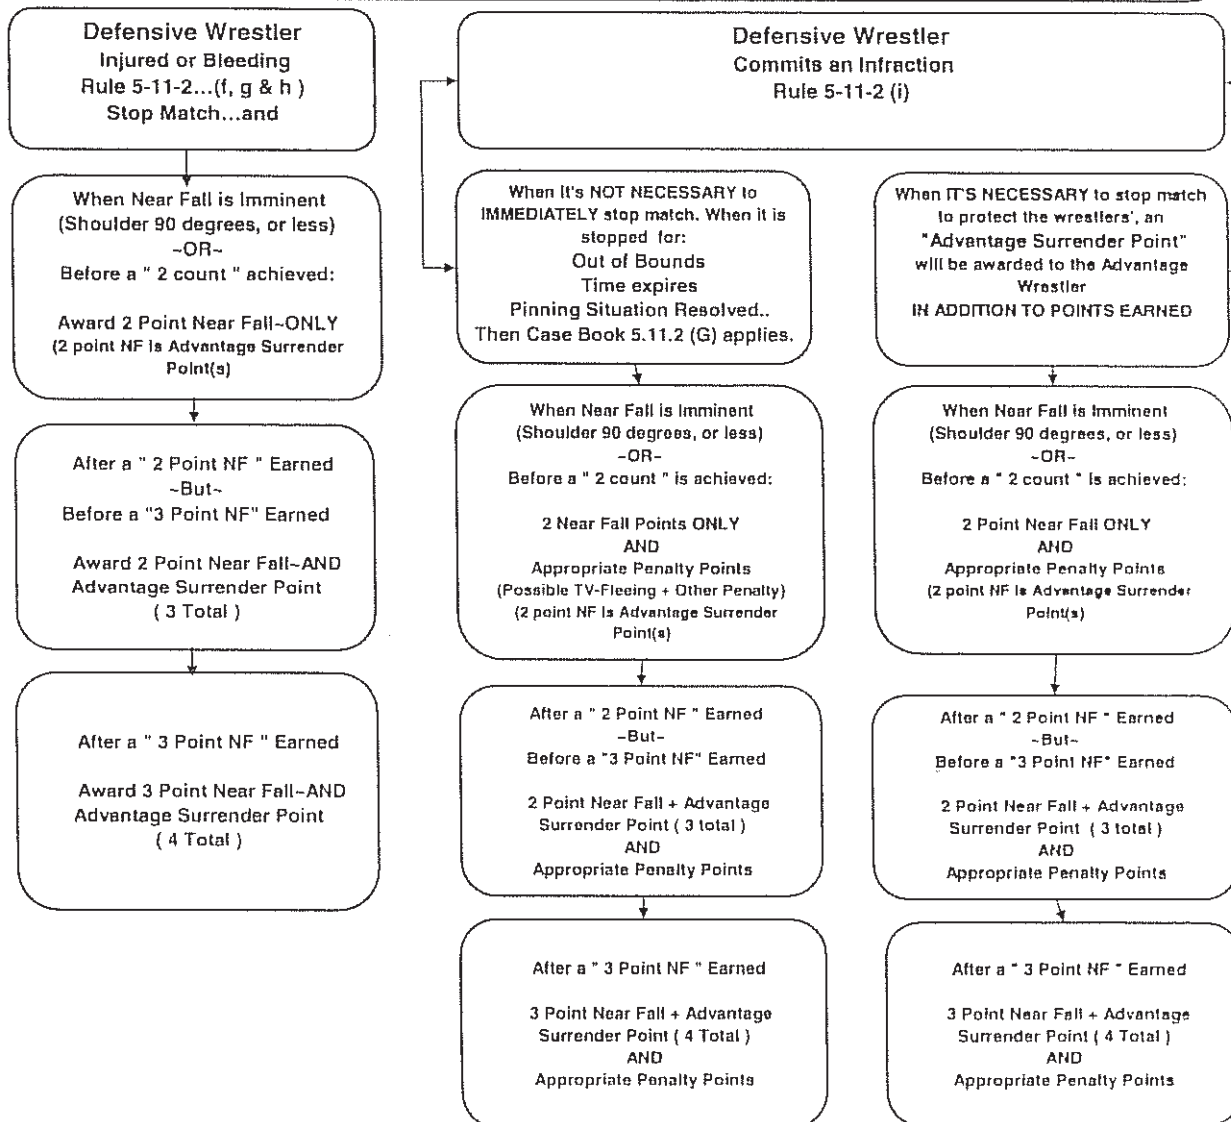 Defensive Wrestler
Injured or Bleeding
Rule 5-11-2...(f, g & h )
Stop Match...and
When Near Fall is Imminent
(Shoulder 90 degrees, or less)
~OR~
Before a " 2 count " achieved:
Award 2 Point Near Fall~ONLY
(2 point NF Is Advantage Surrender
Point(s)
After a " 2 Point NF " Earned
~But~
Before a "3 Point NF" Earned
Award 2 Point Near Fall~AND
Advantage Surrender Point
( 3 Total )
After a " 3 Point NF " Earned
Award 3 Point Near Fall~AND
Advantage Surrender Point
( 4 Total )
Defensive Wrestler
Commits an Infraction
Rule 5-11-2 (i)
When it's NOT NECESSARY to
IMMEDIATELY stop match. When it is
stopped for:
Out of Bounds
Time expires
Pinning Situation Resolved..
Then Case Book 5.11.2 (G) applies.
When Near Fall is Imminent
(Shoulder 90 degrees, or less)
~OR~
Before a " 2 count " is achieved:
2 Near Fall Points ONLY
AND
Appropriate Penalty Points
(Possible TV-Fleeing + Other Penalty)
(2 point NF Is Advantage Surrender
Point(s)
After a " 2 Point NF " Earned
~But~
Before a "3 Point NF" Earned
2 Point Near Fall + Advantage
Surrender Point ( 3 total )
AND
Appropriate Penalty Points
After a " 3 Point NF " Earned
3 Point Near Fall + Advantage
Surrender Point ( 4 Total )
AND
Appropriate Penalty Points
When IT'S NECESSARY to stop match
to protect the wrestlers', an
"Advantage Surrender Point"
will be awarded to the Advantage
Wrestler
IN ADDITION TO POINTS EARNED
When Near Fall is Imminent
(Shoulder 90 degrees, or less)
~OR~
Before a " 2 count " is achieved:
2 Point Near Fall ONLY
AND
Appropriate Penalty Points
(2 point NF Is Advantage Surrender
Point(s)
After a " 2 Point NF " Earned
~But~
Before a "3 Point NF" Earned
2 Point Near Fall + Advantage
Surrender Point ( 3 total )
AND
Appropriate Penalty Points
After a " 3 Point NF " Earned
3 Point Near Fall + Advantage
Surrender Point ( 4 Total )
AND
Appropriate Penalty Points